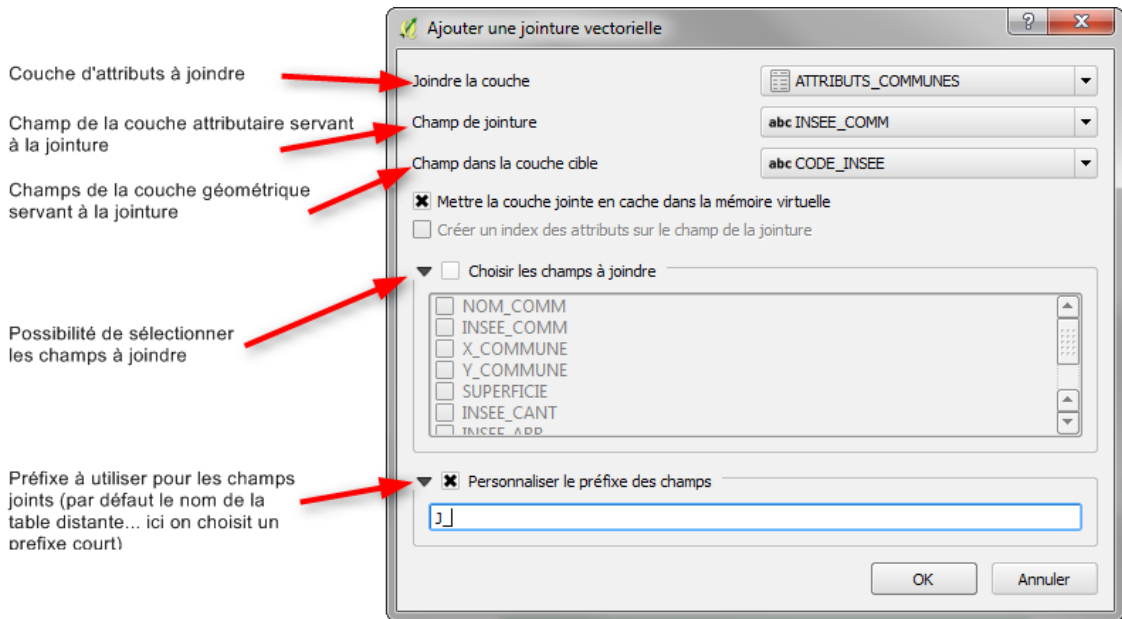 Ajouter une jointure vectorielle
Couche d'attributs à joindre
Joindre la couche
ATTRIBUTS_COMMUNES
Champ de la couche attributaire servant
à la jointure
Champ de jointure
abc INSEE_COMM
Champs de la couche géométrique
servant à la jointure
Champ dans la couche cible
abc CODE_INSEE
Mettre la couche jointe en cache dans la mémoire virtuelle
Créer un index des attributs sur le champ de la jointure
Possibilité de sélectionner
les champs à joindre
Choisir les champs à joindre
NOM_COMM
INSEE_COMM
X_COMMUNE
Y_COMMUNE
SUPERFICIE
INSEE_CANT
INSEE_ARR
Préfixe à utiliser pour les champs
joints (par défaut le nom de la
table distante... ici on choisit un
prefixe court)
Personnaliser le préfixe des champs
J_
OK
Annuler